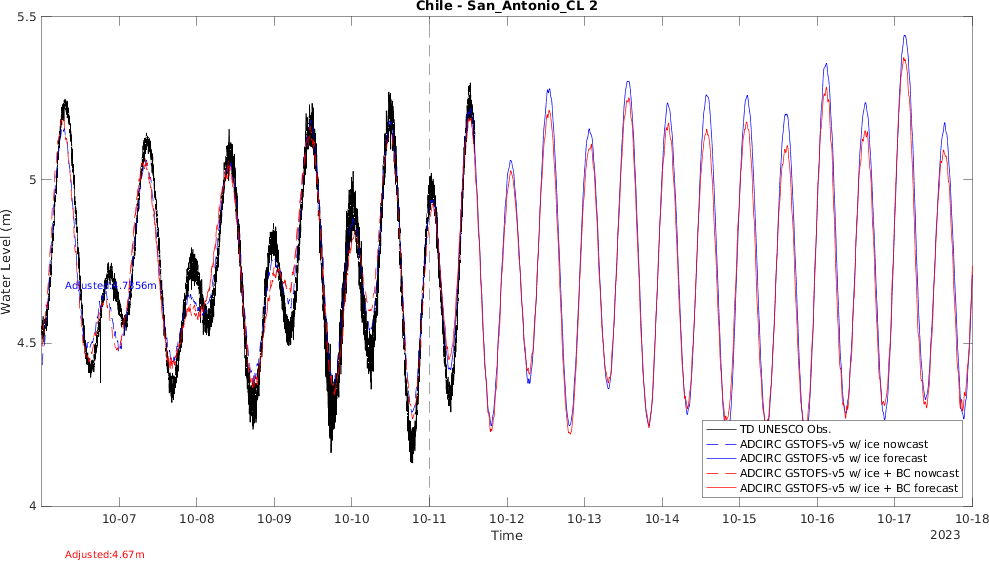 Chile - San_Antonio_CL 2
5.5
5
4.5
4
Water Level (m)
Adjusted:4.7556m
TD UNESCO Obs.
ADCIRC GSTOFS-v5 w/ ice nowcast
ADCIRC GSTOFS-v5 w/ ice forecast
ADCIRC GSTOFS-v5 w/ ice + BC nowcast
ADCIRC GSTOFS-v5 w/ ice + BC forecast
10-07 10-08 10-09 10-10 10-11 10-12 10-13 10-14 10-15 10-16 10-17 10-18
Time
2023
Adjusted:4.67m